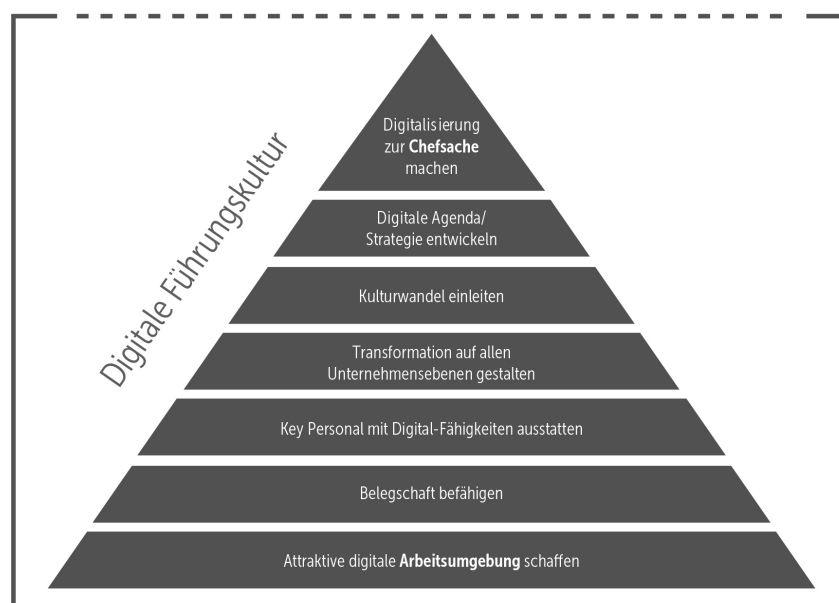 Digitale Führungskultur
Digitalisierung
zur Chefsache
machen
Digitale Agenda/
Strategie entwickeln
Kulturwandel einleiten
Transformation auf allen
Unternehmensebenen gestalten
Key Personal mit Digital-Fähigkeiten ausstatten
Belegschaft befähigen
Attraktive digitale Arbeitsumgebung schaffen